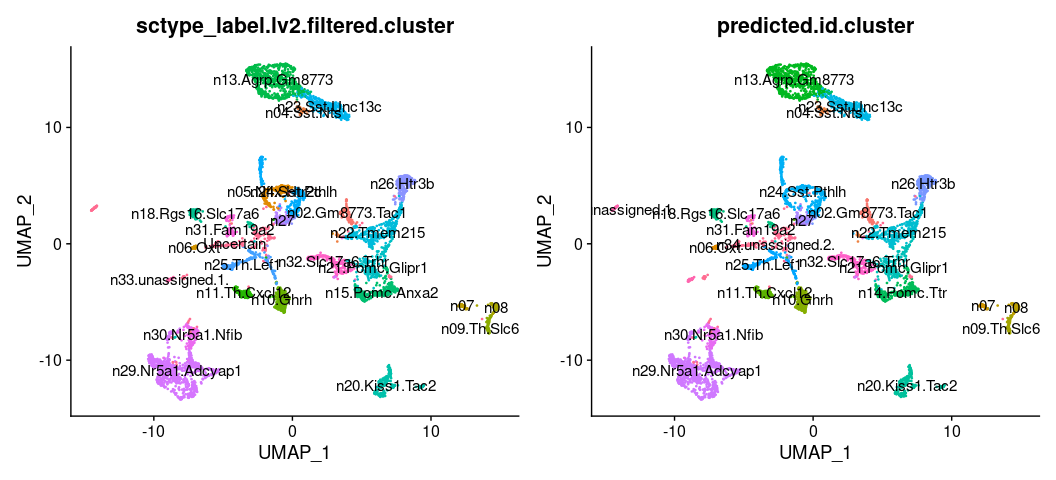 sctype_label.lv2.filtered.cluster
predicted.id.cluster
UMAP_2
10
0
-10
n13.Agrp.Gm8773
n23.Sst.Unc13c
n04.Sst.Nts
n26.Htr3b
n02.Gm8773.Tac1
n18.Rgs16.Slc17a6
n27
n31.Fam19a2
n22.Tmem215
n06.Oxt
Uncertain
n25.Th.Lef1
n32.Slc17a6.Trhr
n21.Pomc.Glipr1
n33.unassigned.1.
n11.Th.Cxcl12
n10.Ghrh
n15.Pomc.Anxa2
n07
n08
n09.Th.Slc6
n30.Nr5a1.Nfib
n29.Nr5a1.Adcyap1
n20.Kiss1.Tac2
-10
0
10
UMAP_1
UMAP_2
10
0
-10
n13.Agrp.Gm8773
n23.Sst.Unc13c
n04.Sst.Nts
n26.Htr3b
n24.Sst.Pthlh
unassigned.1.
n18.Rgs16.Slc17a6
n02.Gm8773.Tac1
n27
n31.Fam19a2
n22.Tmem215
n06.Oxt
n34.unassigned.2.
n25.Th.Lef1
n32.Slc17a6.Trhr
n21.Pomc.Glipr1
n11.Th.Cxcl12
n10.Ghrh
n14.Pomc.Ttr
n07
n08
n09.Th.Slc6
n30.Nr5a1.Nfib
n29.Nr5a1.Adcyap1
n20.Kiss1.Tac2
-10
0
10
UMAP_1